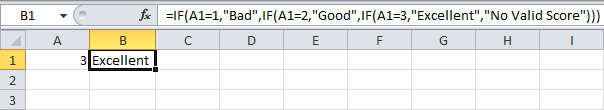 B1 fx =IF(A1=1,"Bad",IF(A1=2,"Good",IF(A1=3,"Excellent","No Valid Score")))
A B C D E F G H I
1 3 Excellent
2
3